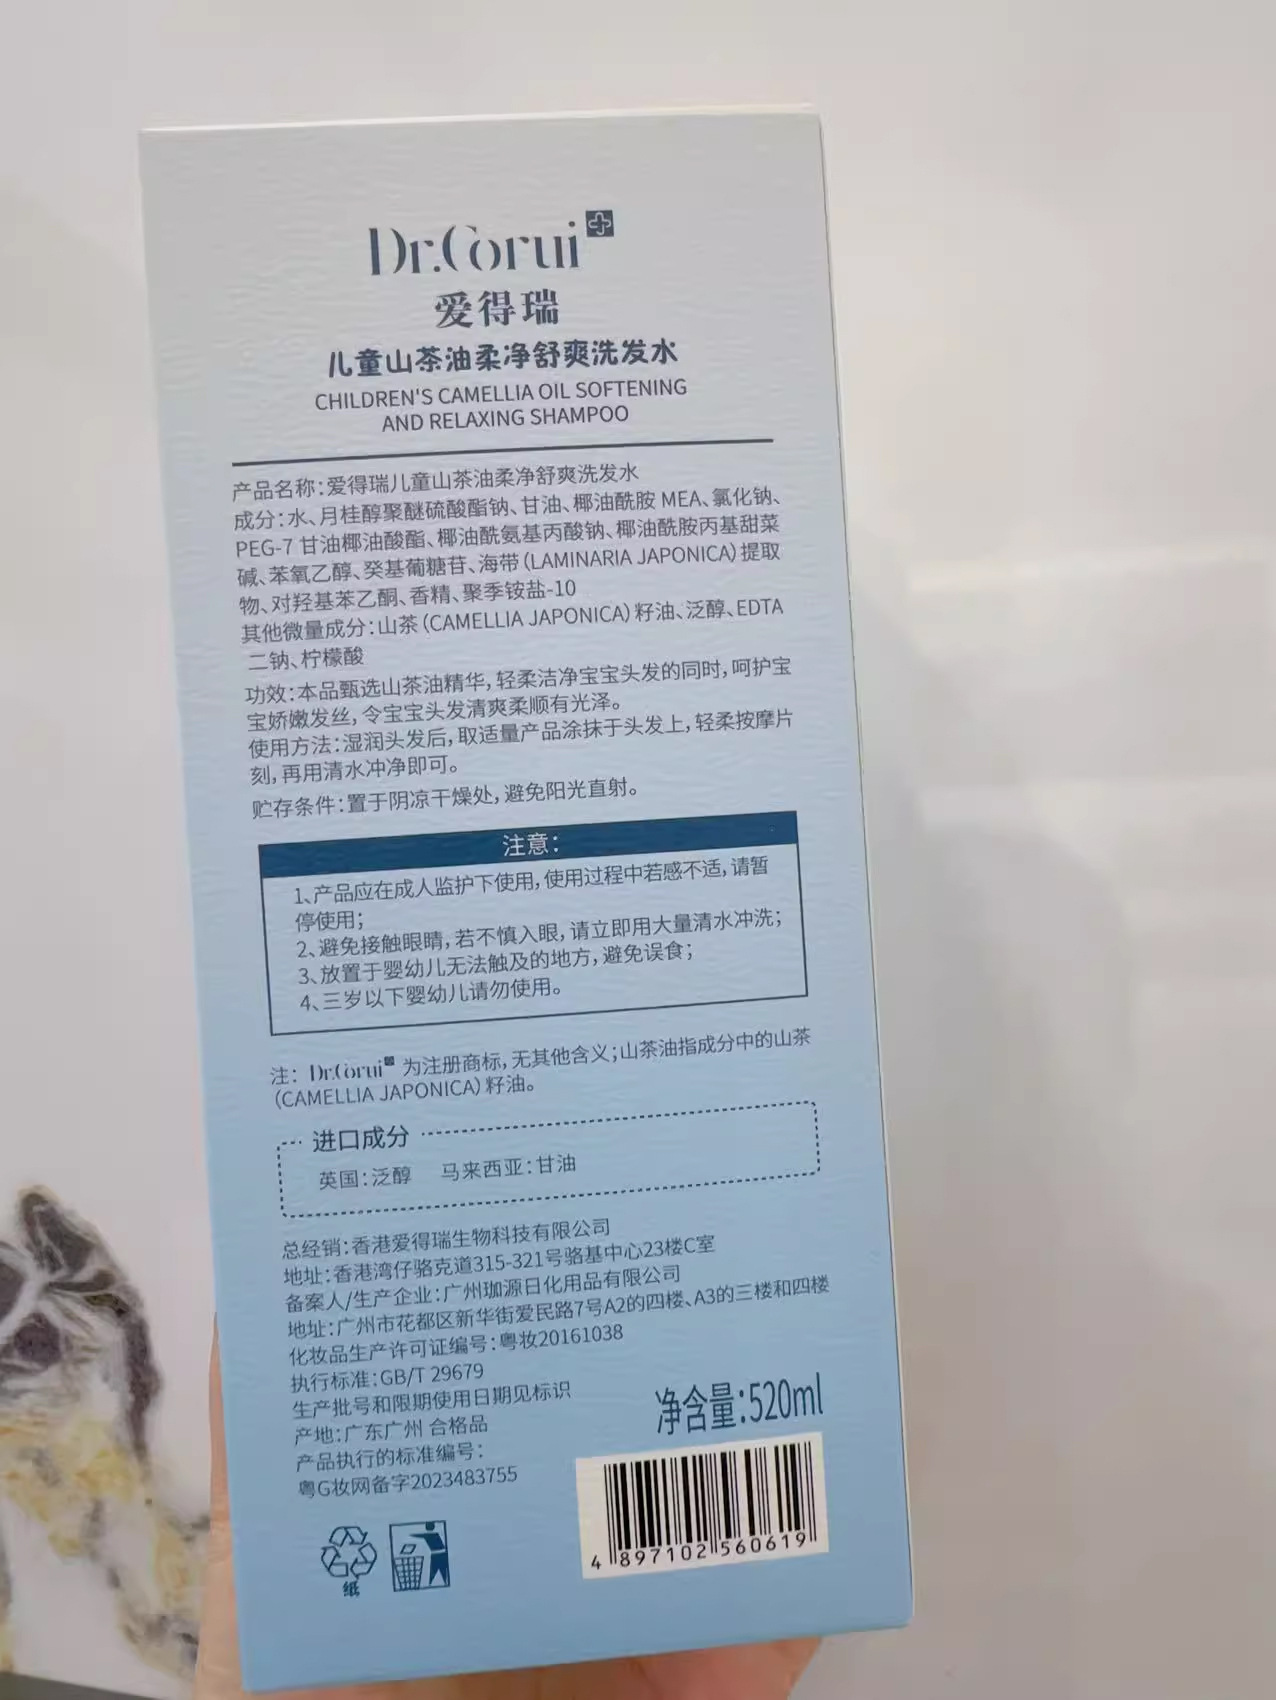 Dr.Corui
爱得瑞
儿童山茶油柔净舒爽洗发水
CHILDREN'S CAMELLIA OIL SOFTENING
AND RELAXING SHAMPOO
产品名称：爱得瑞儿童山茶油柔净舒爽洗发水
成分：水、月桂醇聚醚硫酸酯钠、甘油、椰油酰胺 MEA、氯化钠、
PEG-7 甘油椰油酸酯、椰油酰氨基丙酸钠、椰油酰胺丙基甜菜
碱、苯氧乙醇、癸基葡糖苷、海带（LAMINARIA JAPONICA）提取
物、对羟基苯乙酮、香精、聚季铵盐-10
其他微量成分：山茶（CAMELLIA JAPONICA）籽油、泛醇、EDTA
二钠、柠檬酸
功效：本品甄选山茶油精华，轻柔洁净宝宝头发的同时，呵护宝
宝娇嫩发丝，令宝宝头发清爽柔顺有光泽。
使用方法：湿润头发后，取适量产品涂抹于头发上，轻柔按摩片
刻，再用清水冲净即可。
贮存条件：置于阴凉干燥处，避免阳光直射。
注意：
1、产品应在成人监护下使用，使用过程中若感不适，请暂
停使用；
2、避免接触眼睛，若不慎入眼，请立即用大量清水冲洗；
3、放置于婴幼儿无法触及的地方，避免误食；
4、三岁以下婴幼儿请勿使用。
注：Dr.Corui 为注册商标，无其他含义；山茶油指成分中的山茶
（CAMELLIA JAPONICA）籽油。
进口成分
英国：泛醇 马来西亚：甘油
总经销：香港爱得瑞生物科技有限公司
地址：香港湾仔骆克道315-321号骆基中心23楼C室
备案人/生产企业：广州珈源日化用品有限公司
地址：广州市花都区新华街爱民路7号A2的四楼、A3的三楼和四楼
化妆品生产许可证编号：粤妆20161038
执行标准：GB/T 29679
生产批号和限期使用日期见标识
产地：广东广州 合格品
产品执行的标准编号：
粤G妆网备字2023483755
净含量：520ml
4 897102 560619
纸